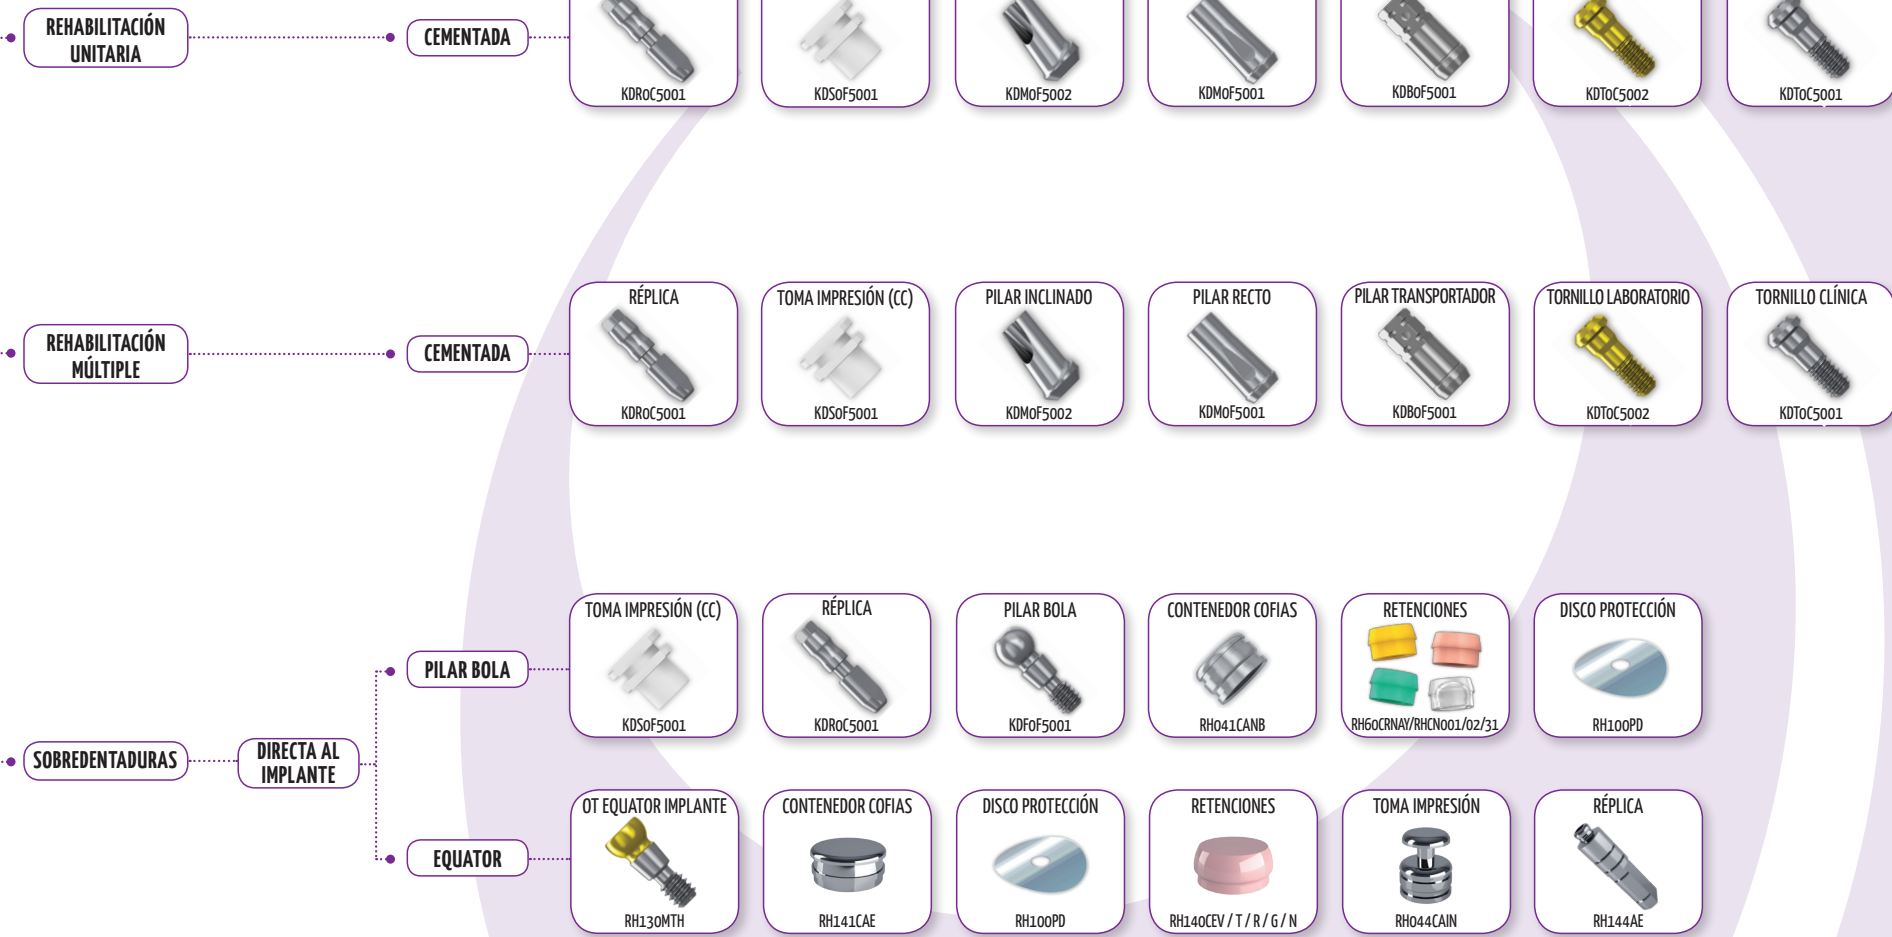 REHABILITACIÓN
UNITARIA
CEMENTADA
KDR0C5001
KDS0F5001
KDM0F5002
KDM0F5001
KDB0F5001
KDT0C5002
KDT0C5001
REHABILITACIÓN
MÚLTIPLE
CEMENTADA
RÉPLICA
KDR0C5001
TOMA IMPRESIÓN (CC)
KDS0F5001
PILAR INCLINADO
KDM0F5002
PILAR RECTO
KDM0F5001
PILAR TRANSPORTADOR
KDB0F5001
TORNILLO LABORATORIO
KDT0C5002
TORNILLO CLÍNICA
KDT0C5001
SOBREDENTADURAS
DIRECTA AL
IMPLANTE
PILAR BOLA
TOMA IMPRESIÓN (CC)
KDS0F5001
RÉPLICA
KDR0C5001
PILAR BOLA
KDF0F5001
CONTENEDOR COFIAS
RH041CANB
RETENCIONES
RH60CRNAY/RHCN001/02/31
DISCO PROTECCIÓN
RH100PD
EQUATOR
OT EQUATOR IMPLANTE
RH130MTH
CONTENEDOR COFIAS
RH141CAE
DISCO PROTECCIÓN
RH100PD
RETENCIONES
RH140CEV / T / R / G / N
TOMA IMPRESIÓN
RH044CAIN
RÉPLICA
RH144AE